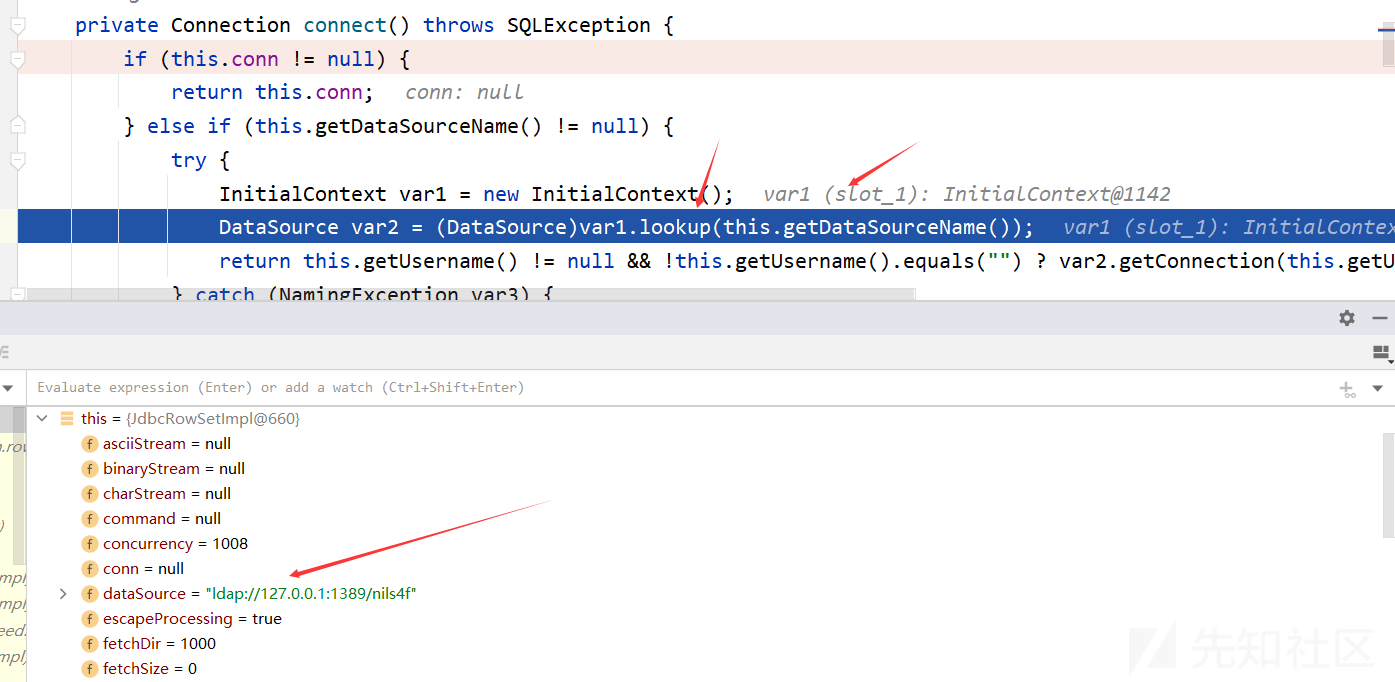 private Connection connect() throws SQLException {
if (this.conn != null) {
return this.conn;   conn: null
} else if (this.getDataSourceName() != null) {
try {
InitialContext var1 = new InitialContext();   var1 (slot_1): InitialContext@1142
DataSource var2 = (DataSource)var1.lookup(this.getDataSourceName());   var1 (slot_1): InitialContex
return this.getUsername() != null && !this.getUsername().equals("") ? var2.getConnection(this.getU
} catch (NamingException var3) {
Evaluate expression (Enter) or add a watch (Ctrl+Shift+Enter)
this = {JdbcRowSetImpl@660}
f asciiStream = null
f binaryStream = null
f charStream = null
f command = null
f concurrency = 1008
f conn = null
f dataSource = "ldap://127.0.0.1:1389/nils4f"
f escapeProcessing = true
f fetchDir = 1000
f fetchSize = 0
先知社区